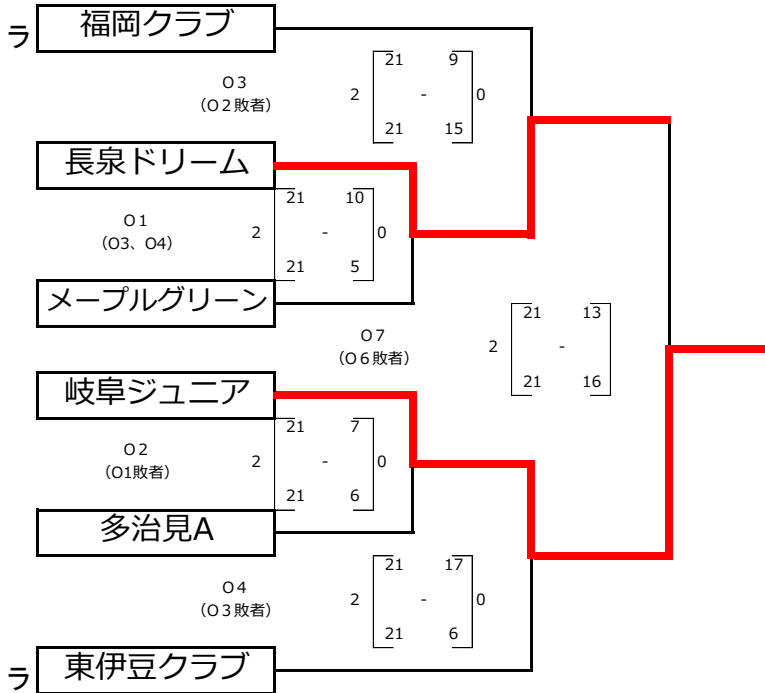 ラ 福岡クラブ
21 9
O3
(O2敗者) 2 - 0
21 15
長泉ドリーム
21 10
O1
(O3、O4) 2 - 0
21 5
メープルグリーン
21 13
O7
(O6敗者) 2 -
21 16
岐阜ジュニア
21 7
O2
(O1敗者) 2 - 0
21 6
多治見A
21 17
O4
(O3敗者) 2 - 0
21 6
ラ 東伊豆クラブ